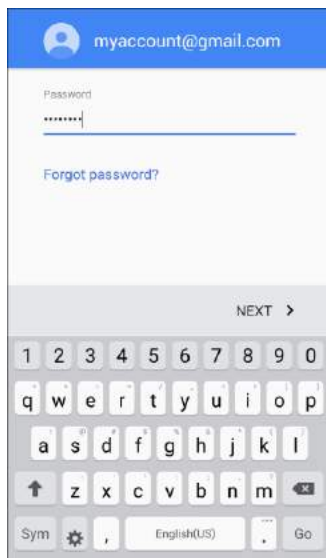 myaccount@gmail.com
Password
••••••••
Forgot password?
NEXT
1 2 3 4 5 6 7 8 9 0
q w e r t y u i o p
a s d f g h j k l
z x c v b n m
Sym , English(US) . Go